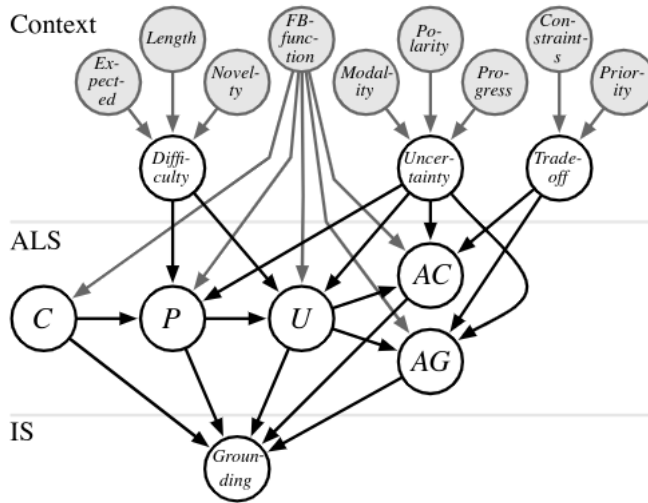 Context
Ex-
pect-
ed
Length
Novel-
ty
FB-
func-
tion
Modal-
ity
Po-
larity
Pro-
gress
Con-
straint-
s
Prior-
ity
Diffi-
culty
Uncer-
tainty
Trade-
off
ALS
C
P
U
AC
AG
IS
Groun-
ding